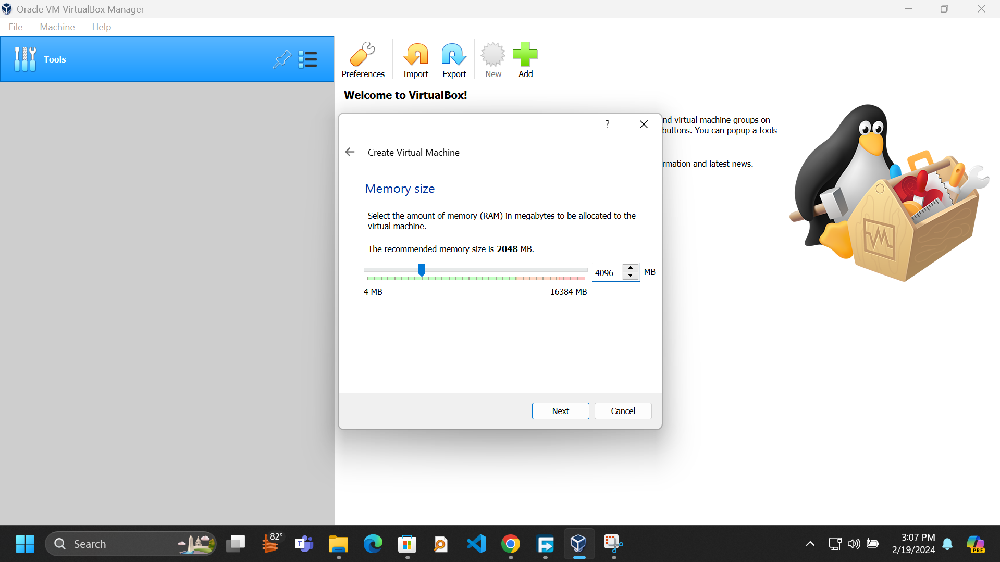 Oracle VM VirtualBox Manager
File Machine Help
Tools
Preferences Import Export New Add
Welcome to VirtualBox!
nd virtual machine groups on
buttons. You can popup a tools
rmation and latest news.
?
Create Virtual Machine
Memory size
Select the amount of memory (RAM) in megabytes to be allocated to the
virtual machine.
The recommended memory size is 2048 MB.
4096 MB
4 MB 16384 MB
Next Cancel
Search
82°
T
3:07 PM
2/19/2024
PRE